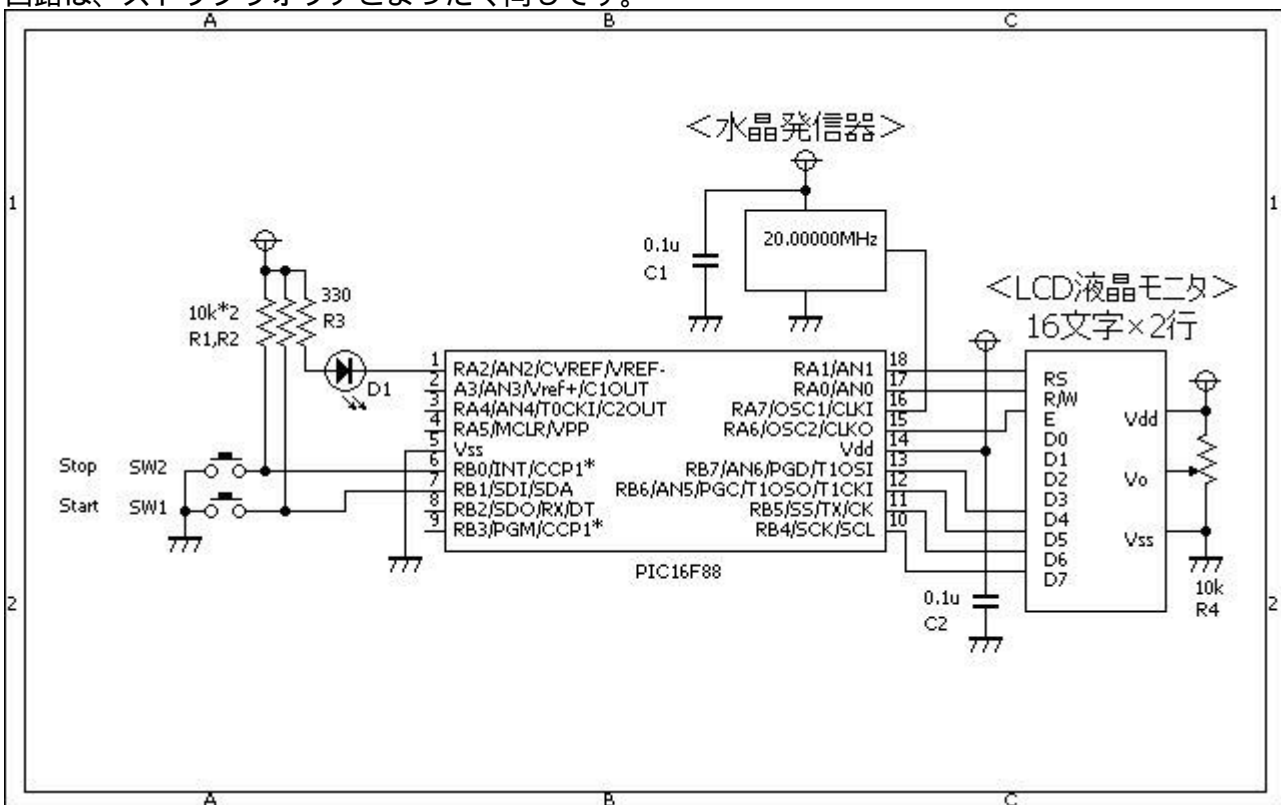 回路は、ストップウォッチとまったく同じです。
A B C
＜水晶発信器＞
1
1
20.00000MHz
0.1u
C1
＜LCD液晶モニタ＞
16文字×2行
330
R3
10k*2
R1,R2
D1
1 RA2/AN2/CVREF/VREF-
2 A3/AN3/Vref+/C1OUT
3 RA4/AN4/T0CKI/C2OUT
4 RA5/MCLR/VPP
5 Vss
6 RB0/INT/CCP1*
7 RB1/SDI/SDA
8 RB2/SDO/RX/DT
9 RB3/PGM/CCP1*
RA1/AN1 18
RA0/AN0 17
RA7/OSC1/CLKI 16
RA6/OSC2/CLKO 15
Vdd 14
RB7/AN6/PGD/T1OSI 13
RB6/AN5/PGC/T1OSO/T1CKI 12
RB5/SS/TX/CK 11
RB4/SCK/SCL 10
PIC16F88
Stop SW2
Start SW1
RS
R/W
E
D0
D1
D2
D3
D4
D5
D6
D7
Vdd
Vo
Vss
10k
R4
0.1u
C2
2
2
A B C